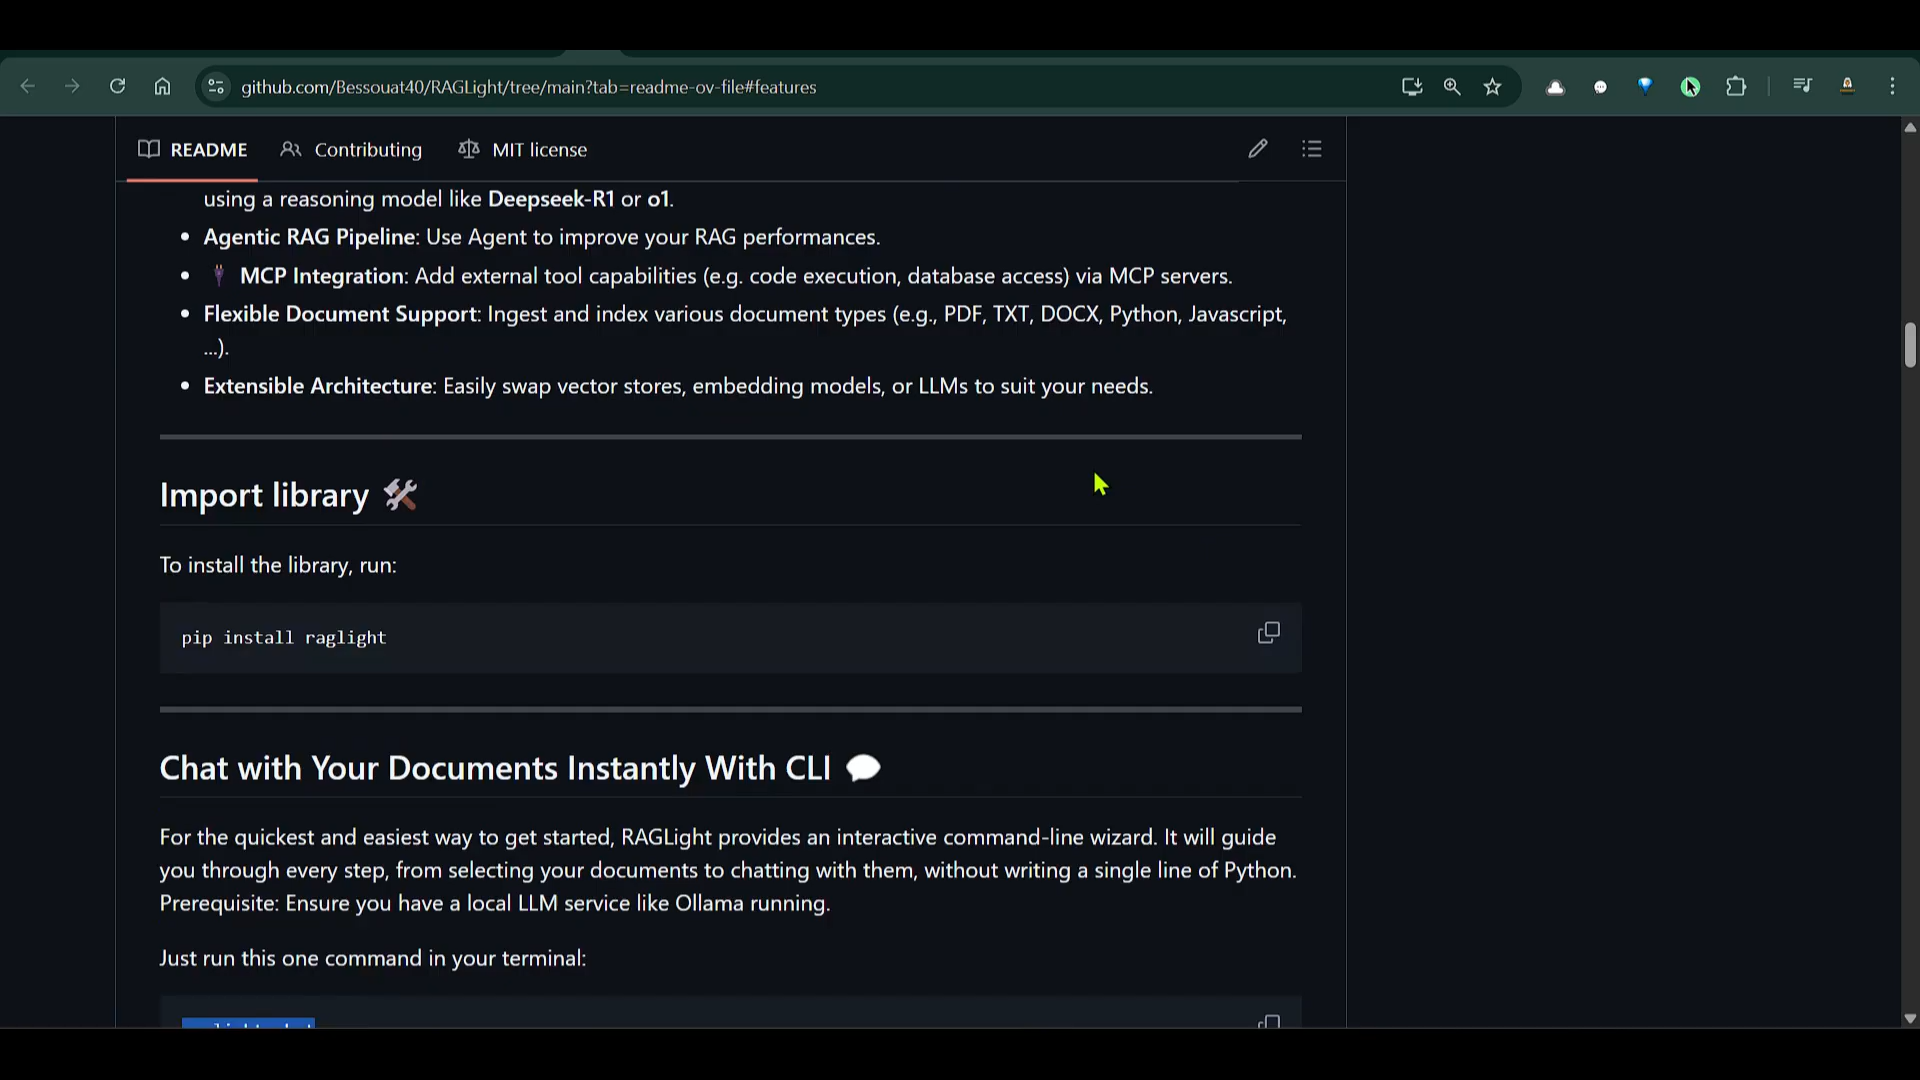 github.com/Bessouat40/RAGLight/tree/main?tab=readme-ov-file#features
README
Contributing
MIT license
using a reasoning model like Deepseek-R1 or o1.
Agentic RAG Pipeline: Use Agent to improve your RAG performances.
MCP Integration: Add external tool capabilities (e.g. code execution, database access) via MCP servers.
Flexible Document Support: Ingest and index various document types (e.g., PDF, TXT, DOCX, Python, Javascript,
...).
Extensible Architecture: Easily swap vector stores, embedding models, or LLMs to suit your needs.
Import library
To install the library, run:
pip install raglight
Chat with Your Documents Instantly With CLI
For the quickest and easiest way to get started, RAGLight provides an interactive command-line wizard. It will guide
you through every step, from selecting your documents to chatting with them, without writing a single line of Python.
Prerequisite: Ensure you have a local LLM service like Ollama running.
Just run this one command in your terminal: